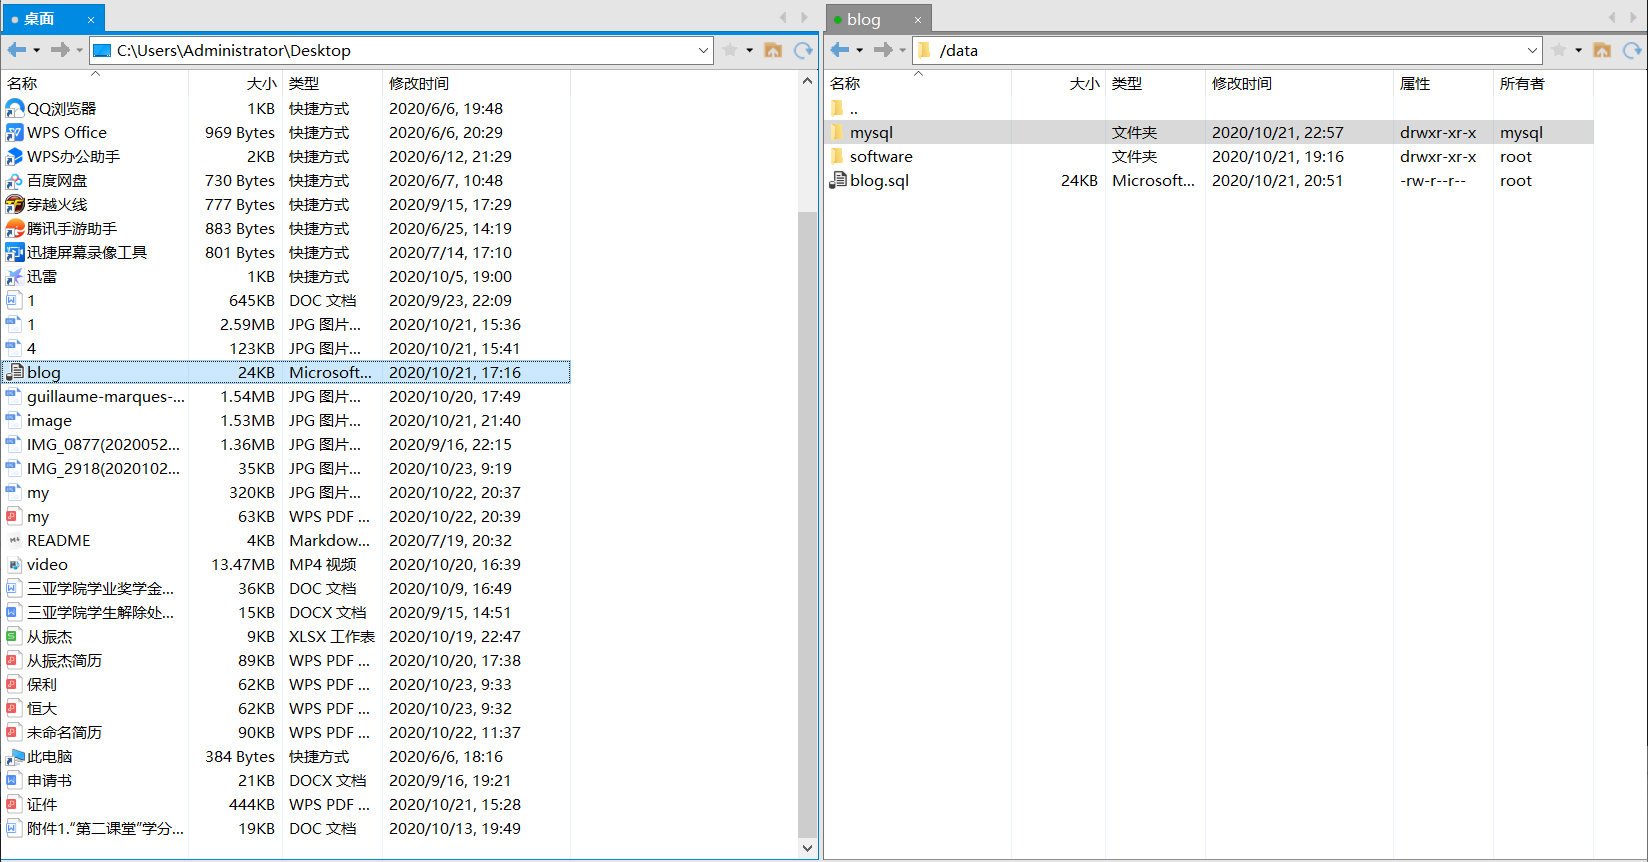 桌面
C:\Users\Administrator\Desktop
名称 大小 类型 修改时间
QQ浏览器 1KB 快捷方式 2020/6/6, 19:48
WPS Office 969 Bytes 快捷方式 2020/6/6, 20:29
WPS办公助手 2KB 快捷方式 2020/6/12, 21:29
百度网盘 730 Bytes 快捷方式 2020/6/7, 10:48
穿越火线 777 Bytes 快捷方式 2020/9/15, 17:29
腾讯手游助手 883 Bytes 快捷方式 2020/6/25, 14:19
迅捷屏幕录像工具 801 Bytes 快捷方式 2020/7/14, 17:10
迅雷 1KB 快捷方式 2020/10/5, 19:00
1 645KB DOC 文档 2020/9/23, 22:09
1 2.59MB JPG 图片... 2020/10/21, 15:36
4 123KB JPG 图片... 2020/10/21, 15:41
blog 24KB Microsoft... 2020/10/21, 17:16
guillaume-marques-... 1.54MB JPG 图片... 2020/10/20, 17:49
image 1.53MB JPG 图片... 2020/10/21, 21:40
IMG_0877(2020052... 1.36MB JPG 图片... 2020/9/16, 22:15
IMG_2918(2020102... 35KB JPG 图片... 2020/10/23, 9:19
my 320KB JPG 图片... 2020/10/22, 20:37
my 63KB WPS PDF ... 2020/10/22, 20:39
README 4KB Markdow... 2020/7/19, 20:32
video 13.47MB MP4 视频 2020/10/20, 16:39
三亚学院学业奖学金... 36KB DOC 文档 2020/10/9, 16:49
三亚学院学生解除处... 15KB DOCX 文档 2020/9/15, 14:51
从振杰 9KB XLSX 工作表 2020/10/19, 22:47
从振杰简历 89KB WPS PDF ... 2020/10/20, 17:38
保利 62KB WPS PDF ... 2020/10/23, 9:33
恒大 62KB WPS PDF ... 2020/10/23, 9:32
未命名简历 90KB WPS PDF ... 2020/10/22, 11:37
此电脑 384 Bytes 快捷方式 2020/6/6, 18:16
申请书 21KB DOCX 文档 2020/9/16, 19:21
证件 444KB WPS PDF ... 2020/10/21, 15:28
附件1.“第二课堂”学分... 19KB DOC 文档 2020/10/13, 19:49
blog
/data
名称 大小 类型 修改时间 属性 所有者
..
mysql 文件夹 2020/10/21, 22:57 drwxr-xr-x mysql
software 文件夹 2020/10/21, 19:16 drwxr-xr-x root
blog.sql 24KB Microsoft... 2020/10/21, 20:51 -rw-r--r-- root